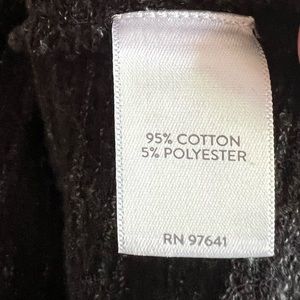 95% COTTON
5% POLYESTER
RN 97641